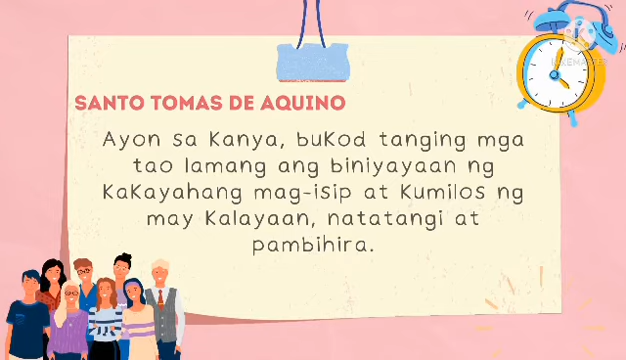 SANTO TOMAS DE AQUINO
Ayon sa Kanya, buKod tanging mga
tao lamang ang biniyayaan ng
KaKayahang mag-isip at Kumilos ng
may Kalayaan, natatangi at
pambihira.